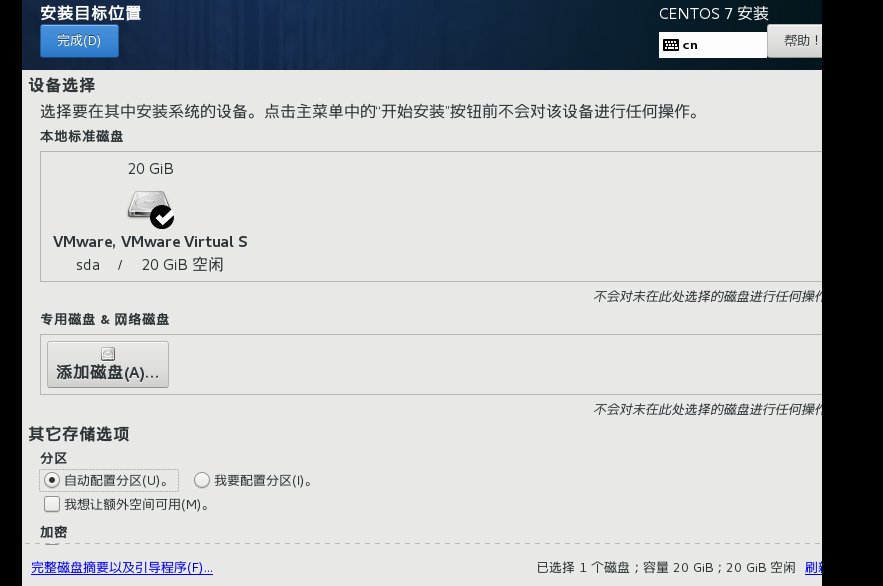 安装目标位置
CENTOS 7 安装
完成(D)
cn
帮助！
设备选择
选择要在其中安装系统的设备。点击主菜单中的“开始安装”按钮前不会对该设备进行任何操作。
本地标准磁盘
20 GiB
VMware, VMware Virtual S
sda / 20 GiB 空闲
不会对未在此处选择的磁盘进行任何操作
专用磁盘 & 网络磁盘
添加磁盘(A)...
不会对未在此处选择的磁盘进行任何操作
其它存储选项
分区
自动配置分区(U)。 我要配置分区(I)。
我想让额外空间可用(M)。
加密
完整磁盘摘要以及引导程序(F)...
已选择 1 个磁盘；容量 20 GiB；20 GiB 空闲 刷新